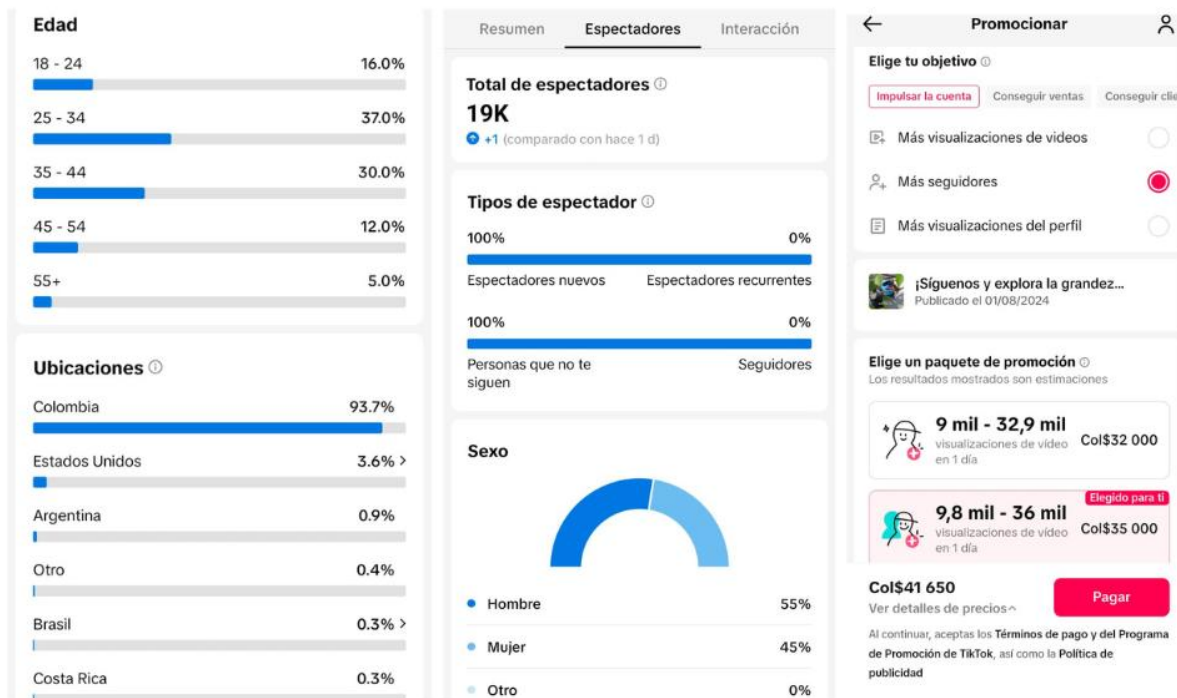 Edad
18 - 24 16.0%
25 - 34 37.0%
35 - 44 30.0%
45 - 54 12.0%
55+ 5.0%
Ubicaciones
Colombia 93.7%
Estados Unidos 3.6% >
Argentina 0.9%
Otro 0.4%
Brasil 0.3% >
Costa Rica 0.3%
Resumen Espectadores Interacción
Total de espectadores
19K
+1 (comparado con hace 1 d)
Tipos de espectador
100% 0%
Espectadores nuevos Espectadores recurrentes
100% 0%
Personas que no te Seguidores
siguen
Sexo
Hombre 55%
Mujer 45%
Otro 0%
Promocionar
Elige tu objetivo
Impulsar la cuenta Conseguir ventas Conseguir clie
Más visualizaciones de videos
Más seguidores
Más visualizaciones del perfil
¡Síguenos y explora la grandez...
Publicado el 01/08/2024
Elige un paquete de promoción
Los resultados mostrados son estimaciones
9 mil - 32,9 mil
visualizaciones de vídeo Col$32 000
en 1 día
Elegido para ti
9,8 mil - 36 mil
visualizaciones de vídeo Col$35 000
en 1 día
Col$41 650
Ver detalles de precios
Pagar
Al continuar, aceptas los Términos de pago y del Programa
de Promoción de TikTok, así como la Política de
publicidad